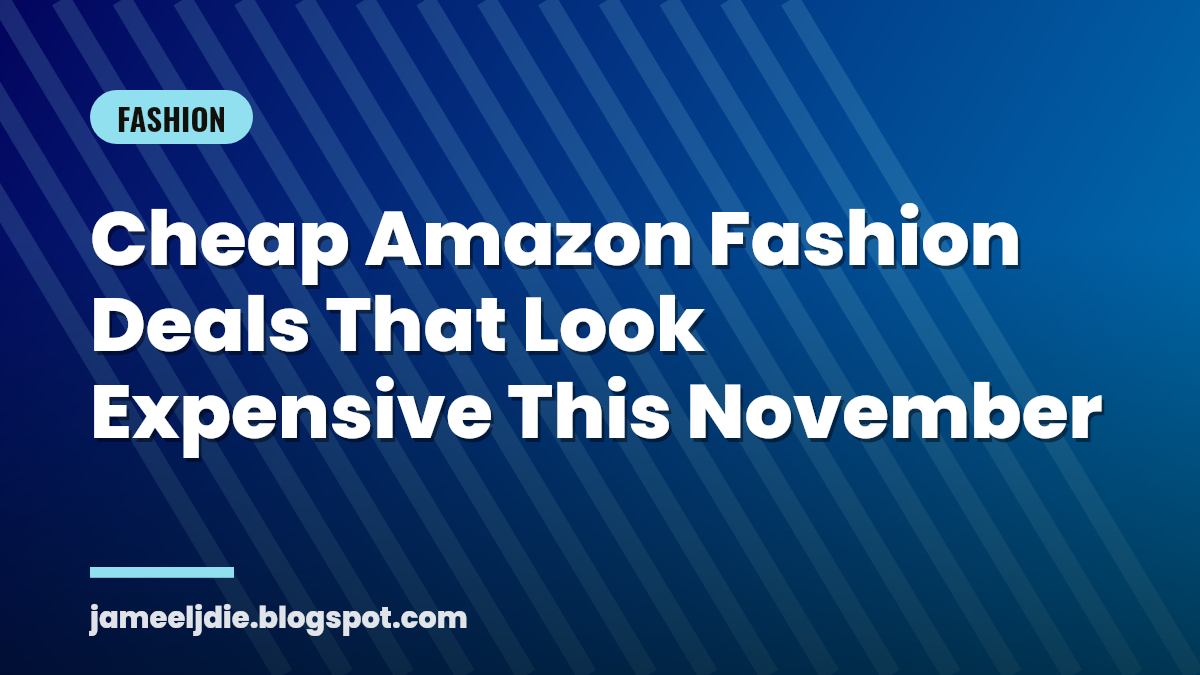 FASHION
Cheap Amazon Fashion
Deals That Look
Expensive This November
jameeljdie.blogspot.com